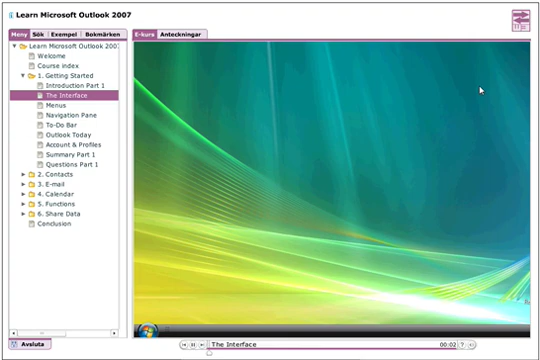 Learn Microsoft Outlook 2007
Meny Sök Exempel Bokmärken
E-kurs Anteckningar
Learn Microsoft Outlook 200
Welcome
Course index
1. Getting Started
Introduction Part 1
The Interface
Menus
Navigation Pane
To-Do Bar
Outlook Today
Account & Profiles
Summary Part 1
Questions Part 1
2. Contacts
3. E-mail
4. Calendar
5. Functions
6. Share Data
Conclusion
Avsluta
The Interface 00:02 ?